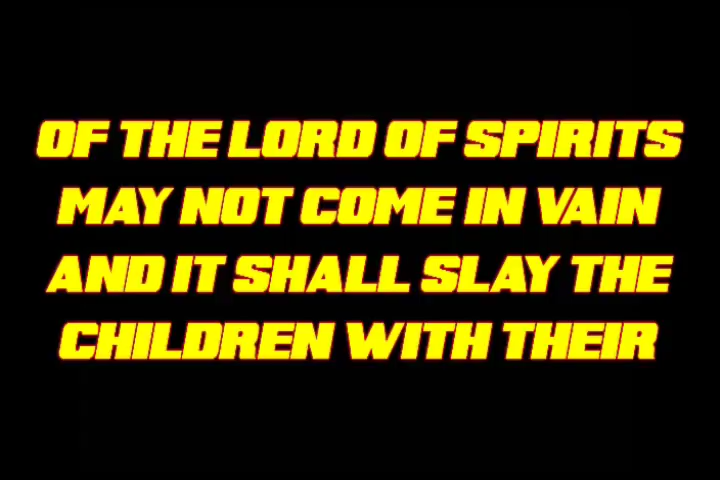 OF THE LORD OF SPIRITS
MAY NOT COME IN VAIN
AND IT SHALL SLAY THE
CHILDREN WITH THEIR